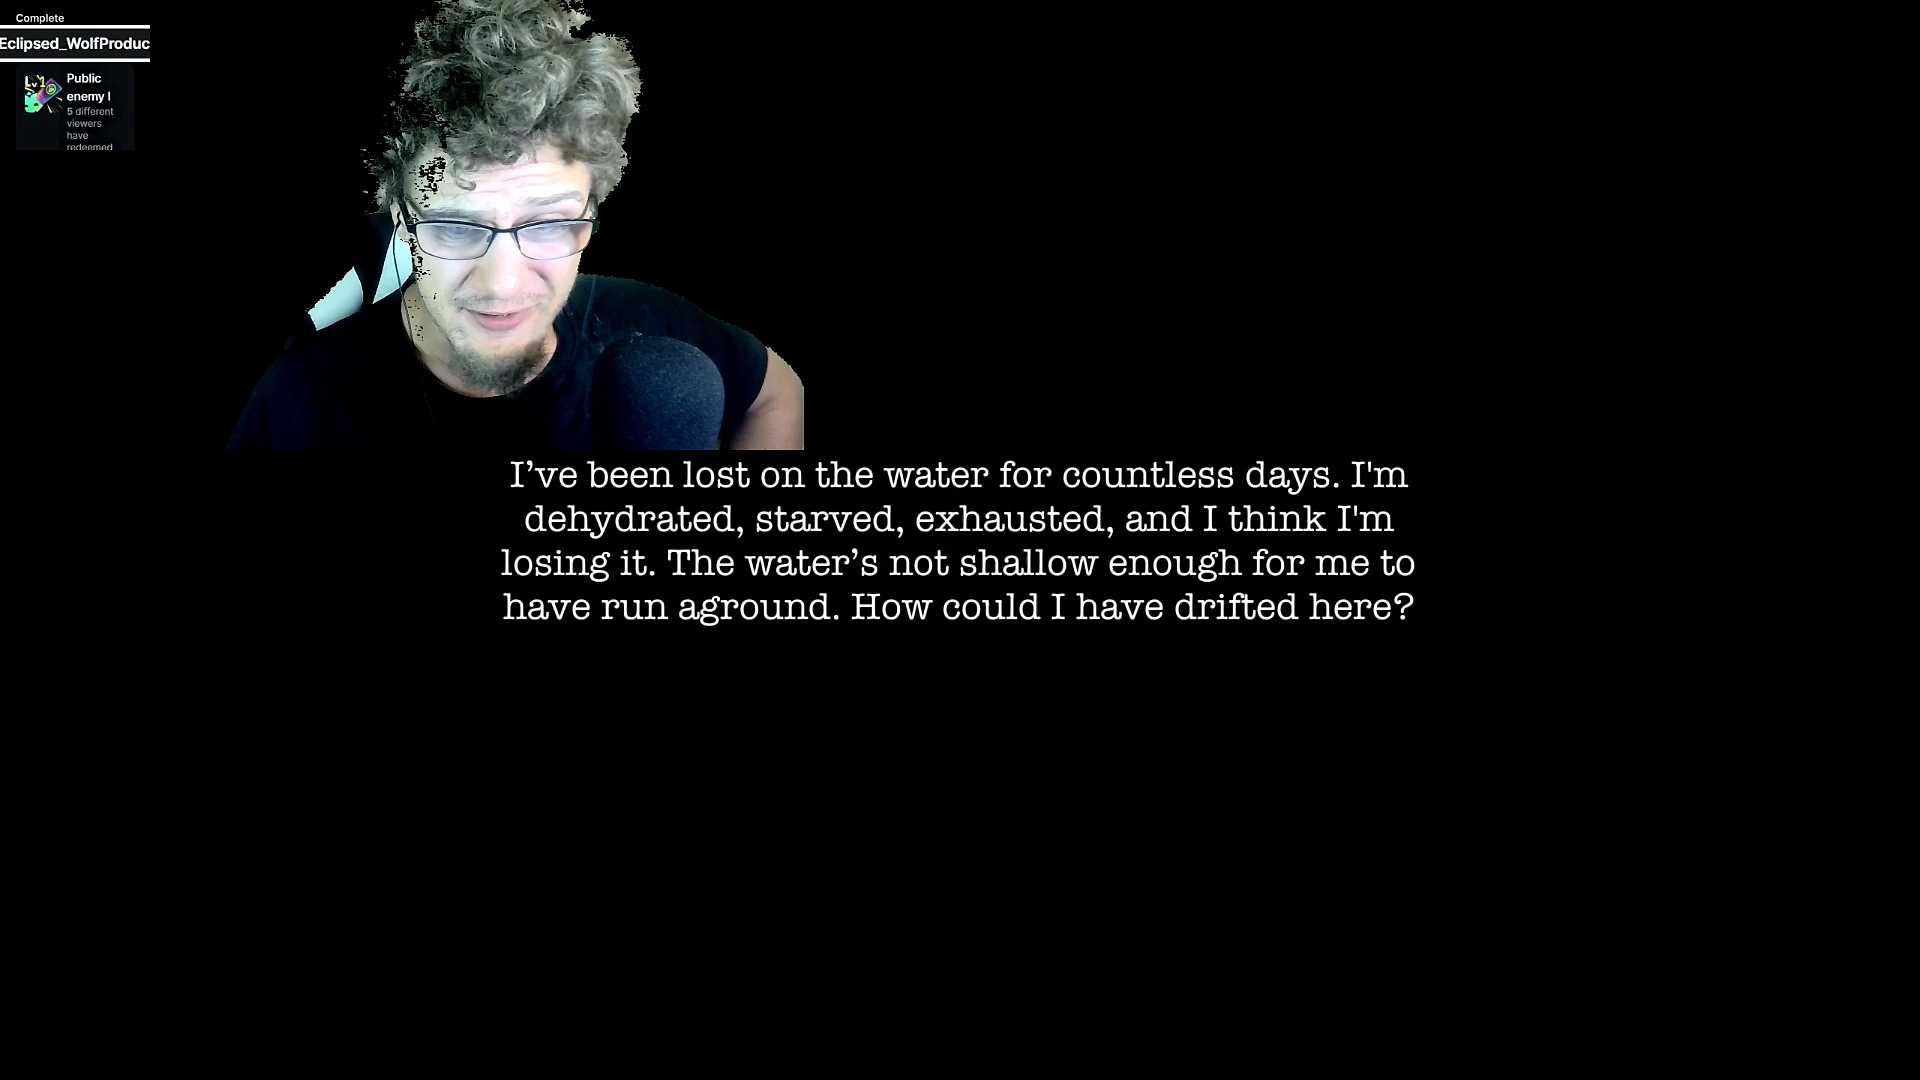 Complete
Eclipsed_WolfProduc
Public
enemy I
5 different
viewers
have
redeemed
I’ve been lost on the water for countless days. I'm
dehydrated, starved, exhausted, and I think I'm
losing it. The water’s not shallow enough for me to
have run aground. How could I have drifted here?